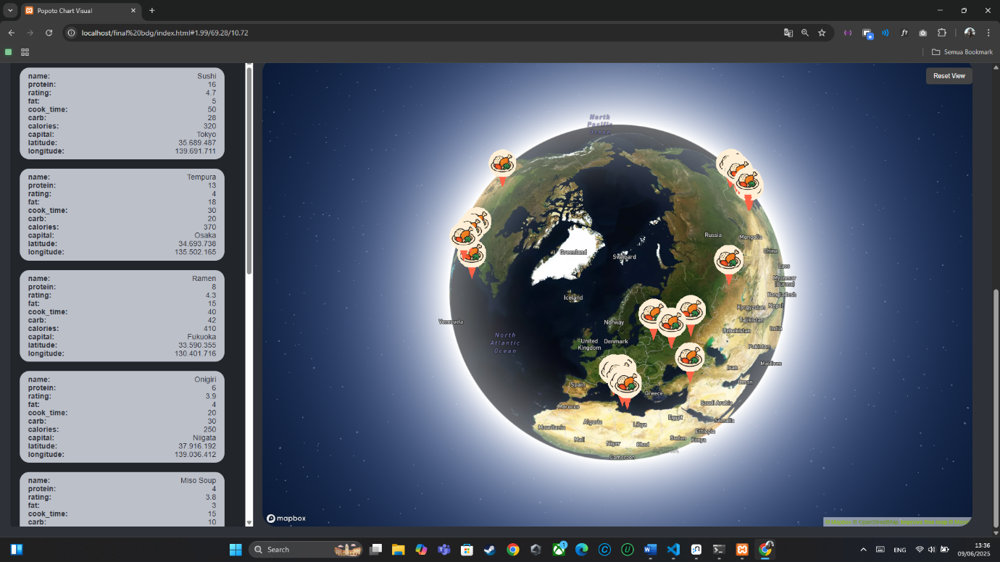 Popoto Chart Visual
localhost/final%20bdg/index.html#1.99/69.28/10.72
Semua Bookmark
name: Sushi
protein: 16
rating: 4.7
fat: 5
cook_time: 50
carb: 28
calories: 320
capital: Tokyo
latitude: 35.689.487
longitude: 139.691.711
name: Tempura
protein: 13
rating: 4
fat: 18
cook_time: 30
carb: 20
calories: 370
capital: Osaka
latitude: 34.693.738
longitude: 135.502.165
name: Ramen
protein: 8
rating: 4.3
fat: 15
cook_time: 40
carb: 42
calories: 410
capital: Fukuoka
latitude: 33.590.355
longitude: 130.401.716
name: Onigiri
protein: 6
rating: 3.9
fat: 4
cook_time: 20
carb: 30
calories: 250
capital: Niigata
latitude: 37.916.192
longitude: 139.036.412
name: Miso Soup
protein: 4
rating: 3.8
fat: 3
cook_time: 15
carb: 10
Reset View
North
Pacific
Ocean
Russia
Mongolia
China
Greenland
Svalbard
Laos
Myanmar
(Burma)
Bangladesh
Iceland
Kyrgyzstan
Nepal
Tajikistan
Venezuela
Norway
Uzbekistan
India
North
Atlantic
Ocean
United
Kingdom
Denmark
Pakistan
Maldives
Iran
Oman
Spain
Greece
Saudi Arabia
Morocco
Algeria
Libya
Egypt
Somalia
Mauritania
Ethiopia
Mali
Niger
Chad
Sudan
Kenya
Cameroon
mapbox
© OpenStreetMap
Search
1
ENG
13:36
09/06/2025